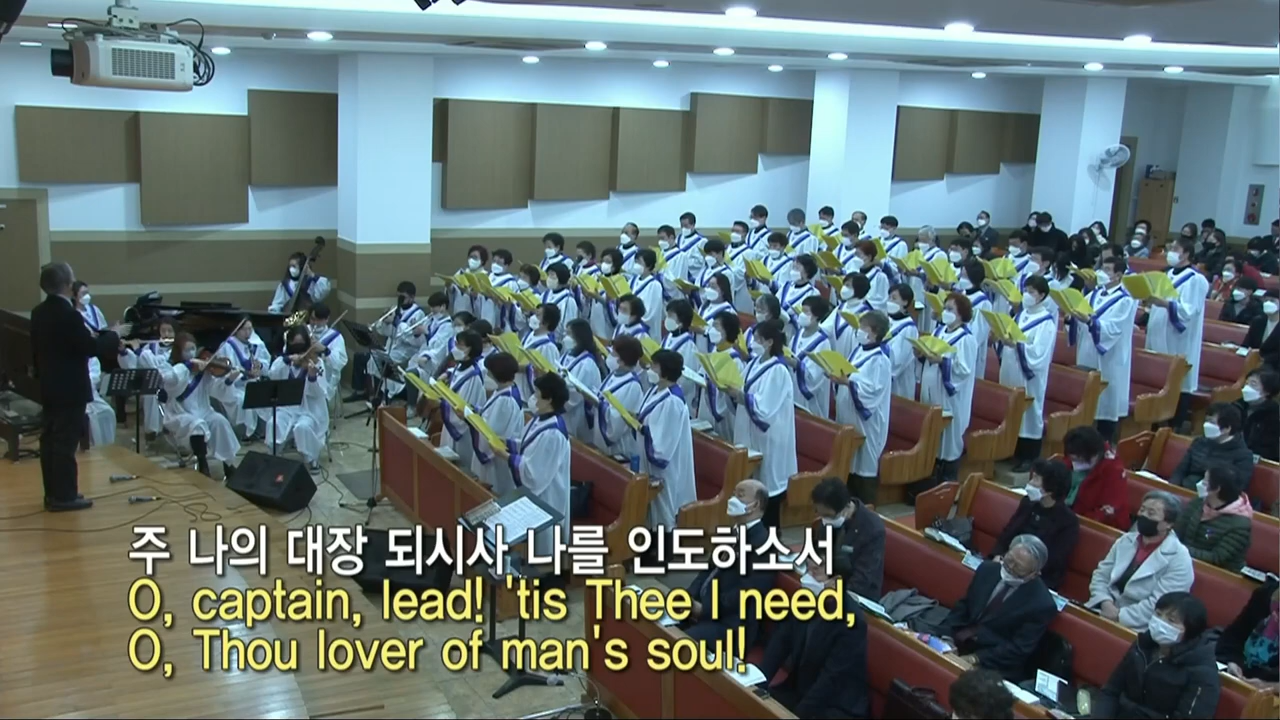 주 나의 대장 되시사 나를 인도하소서
O, captain, lead! 'tis Thee I need,
O, Thou lover of man's soul!